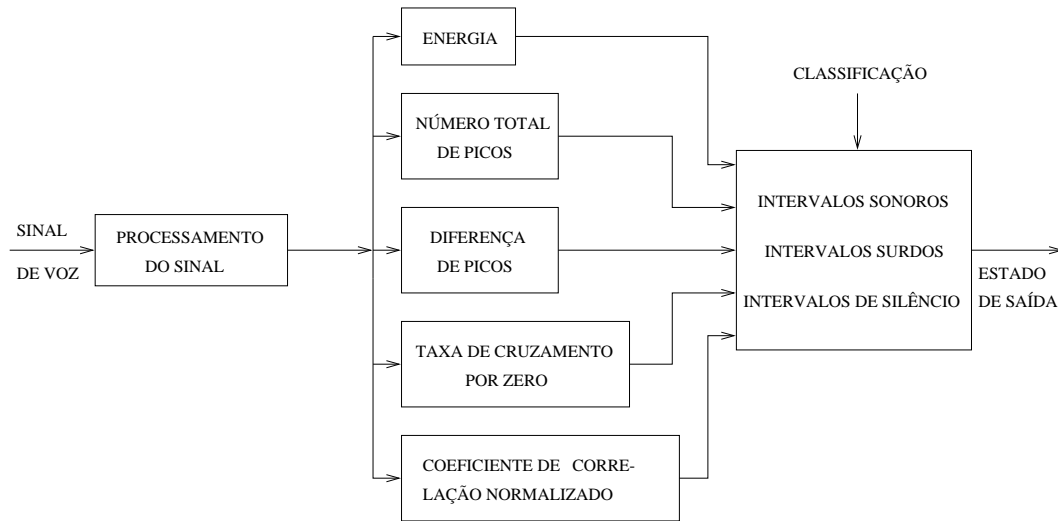 SINAL
DE VOZ
PROCESSAMENTO
DO SINAL
ENERGIA
NÚMERO TOTAL
DE PICOS
DIFERENÇA
DE PICOS
TAXA DE CRUZAMENTO
POR ZERO
COEFICIENTE DE CORRE-
LAÇÃO NORMALIZADO
CLASSIFICAÇÃO
INTERVALOS SONOROS
INTERVALOS SURDOS
INTERVALOS DE SILÊNCIO
ESTADO
DE SAÍDA